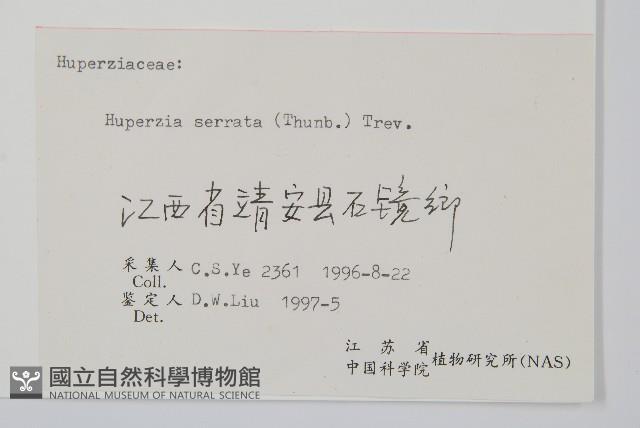 Huperziaceae:
Huperzia serrata (Thunb.) Trev.
江西省靖安县石镜鄉
采集人 C.S.Ye 2361 1996-8-22
Coll.
鉴定人 D.W.Liu 1997-5
Det.
江苏省
中国科学院 植物研究所(NAS)
國立自然科學博物館
NATIONAL MUSEUM OF NATURAL SCIENCE